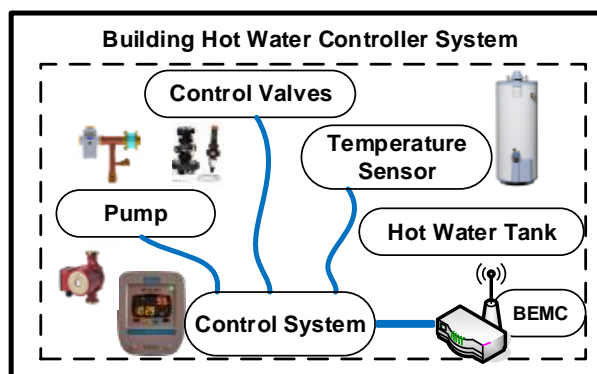 Building Hot Water Controller System
Control Valves
Temperature
Sensor
Pump
Hot Water Tank
Control System
BEMC